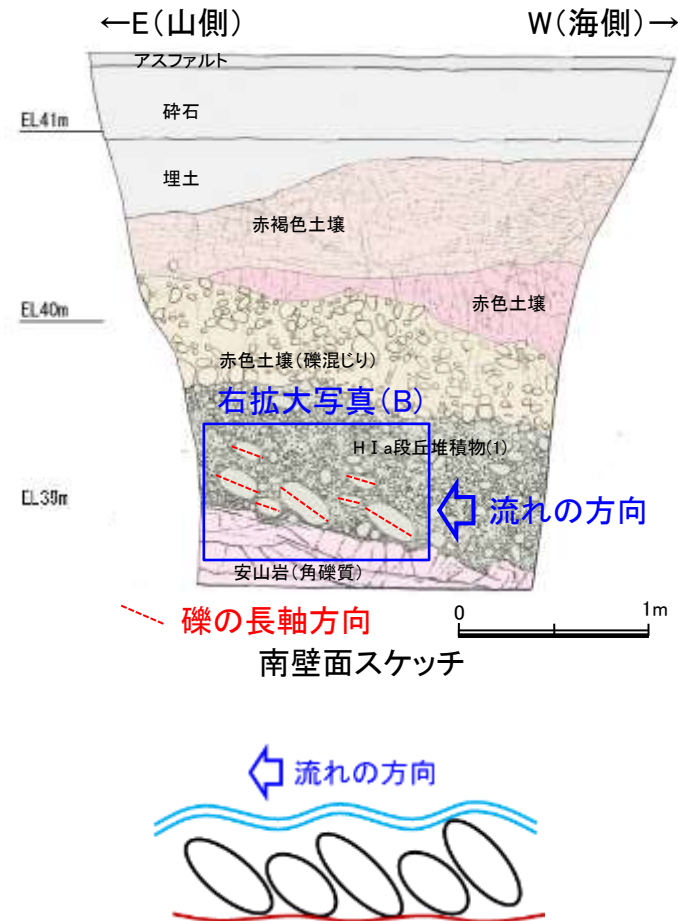 ←E(山側)
W(海側)→
アスファルト
砕石
EL41m
埋土
赤褐色土壌
EL40m
赤色土壌
赤色土壌(礫混じり)
右拡大写真(B)
HⅠa段丘堆積物(1)
EL39m
流れの方向
安山岩(角礫質)
礫の長軸方向
0
1m
南壁面スケッチ
流れの方向